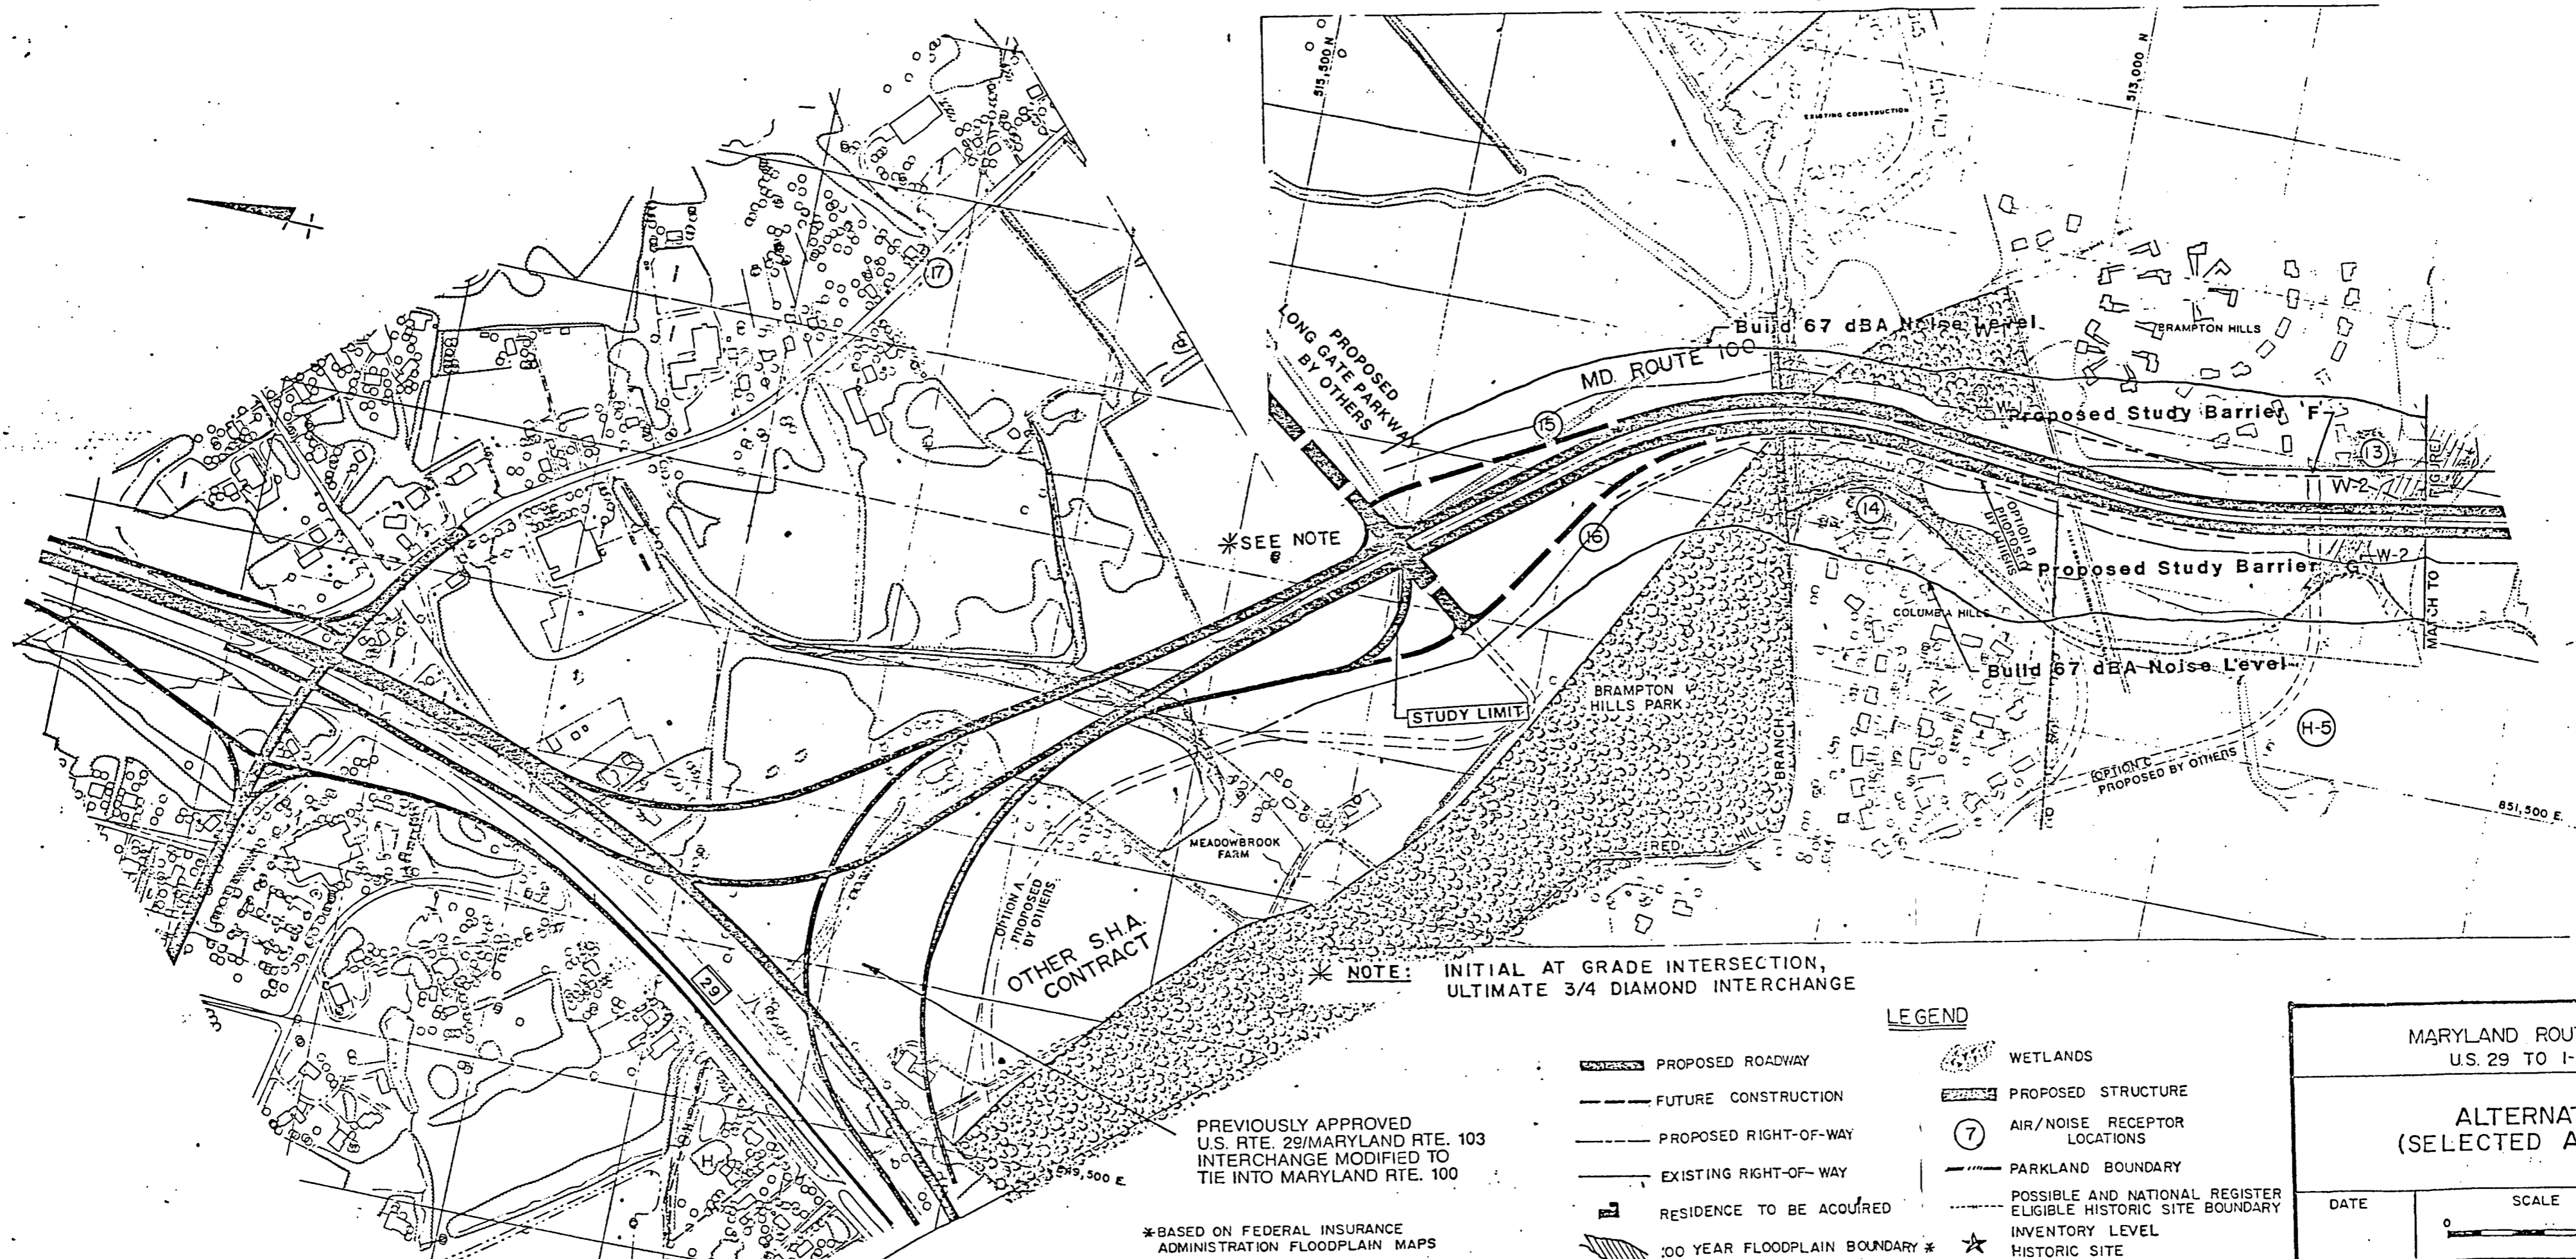 515,500 N
513,000 N
EXISTING CONSTRUCTION
17
PROPOSED
LONG GATE PARKWAY
BY OTHERS
Build 67 dBA Noise Level
MD. ROUTE 100
BRAMPTON HILLS
15
Proposed Study Barrier 'F'
13
W-2
MATCH TO FIGURE
*SEE NOTE
16
14
OPTION D
PROPOSED
BY OTHERS
Proposed Study Barrier G
W-2
COLUMBIA HILLS
Build 67 dBA Noise Level
BRAMPTON
HILLS PARK
STUDY LIMIT
H-5
BRANCH
OPTION C
PROPOSED BY OTHERS
851,500 E.
RED HILL
MEADOWBROOK
FARM
OPTION A
PROPOSED
BY OTHERS
OTHER S.H.A.
CONTRACT
29
* NOTE: INITIAL AT GRADE INTERSECTION,
ULTIMATE 3/4 DIAMOND INTERCHANGE
H
49,500 E.
PREVIOUSLY APPROVED
U.S. RTE. 29/MARYLAND RTE. 103
INTERCHANGE MODIFIED TO
TIE INTO MARYLAND RTE. 100
*BASED ON FEDERAL INSURANCE
ADMINISTRATION FLOODPLAIN MAPS
LEGEND
PROPOSED ROADWAY
FUTURE CONSTRUCTION
PROPOSED RIGHT-OF-WAY
EXISTING RIGHT-OF-WAY
RESIDENCE TO BE ACQUIRED
:00 YEAR FLOODPLAIN BOUNDARY *
WETLANDS
PROPOSED STRUCTURE
7
AIR/NOISE RECEPTOR
LOCATIONS
PARKLAND BOUNDARY
POSSIBLE AND NATIONAL REGISTER
ELIGIBLE HISTORIC SITE BOUNDARY
INVENTORY LEVEL
HISTORIC SITE
MARYLAND ROU
U.S. 29 TO I-
ALTERNAT
(SELECTED A
DATE
SCALE
0